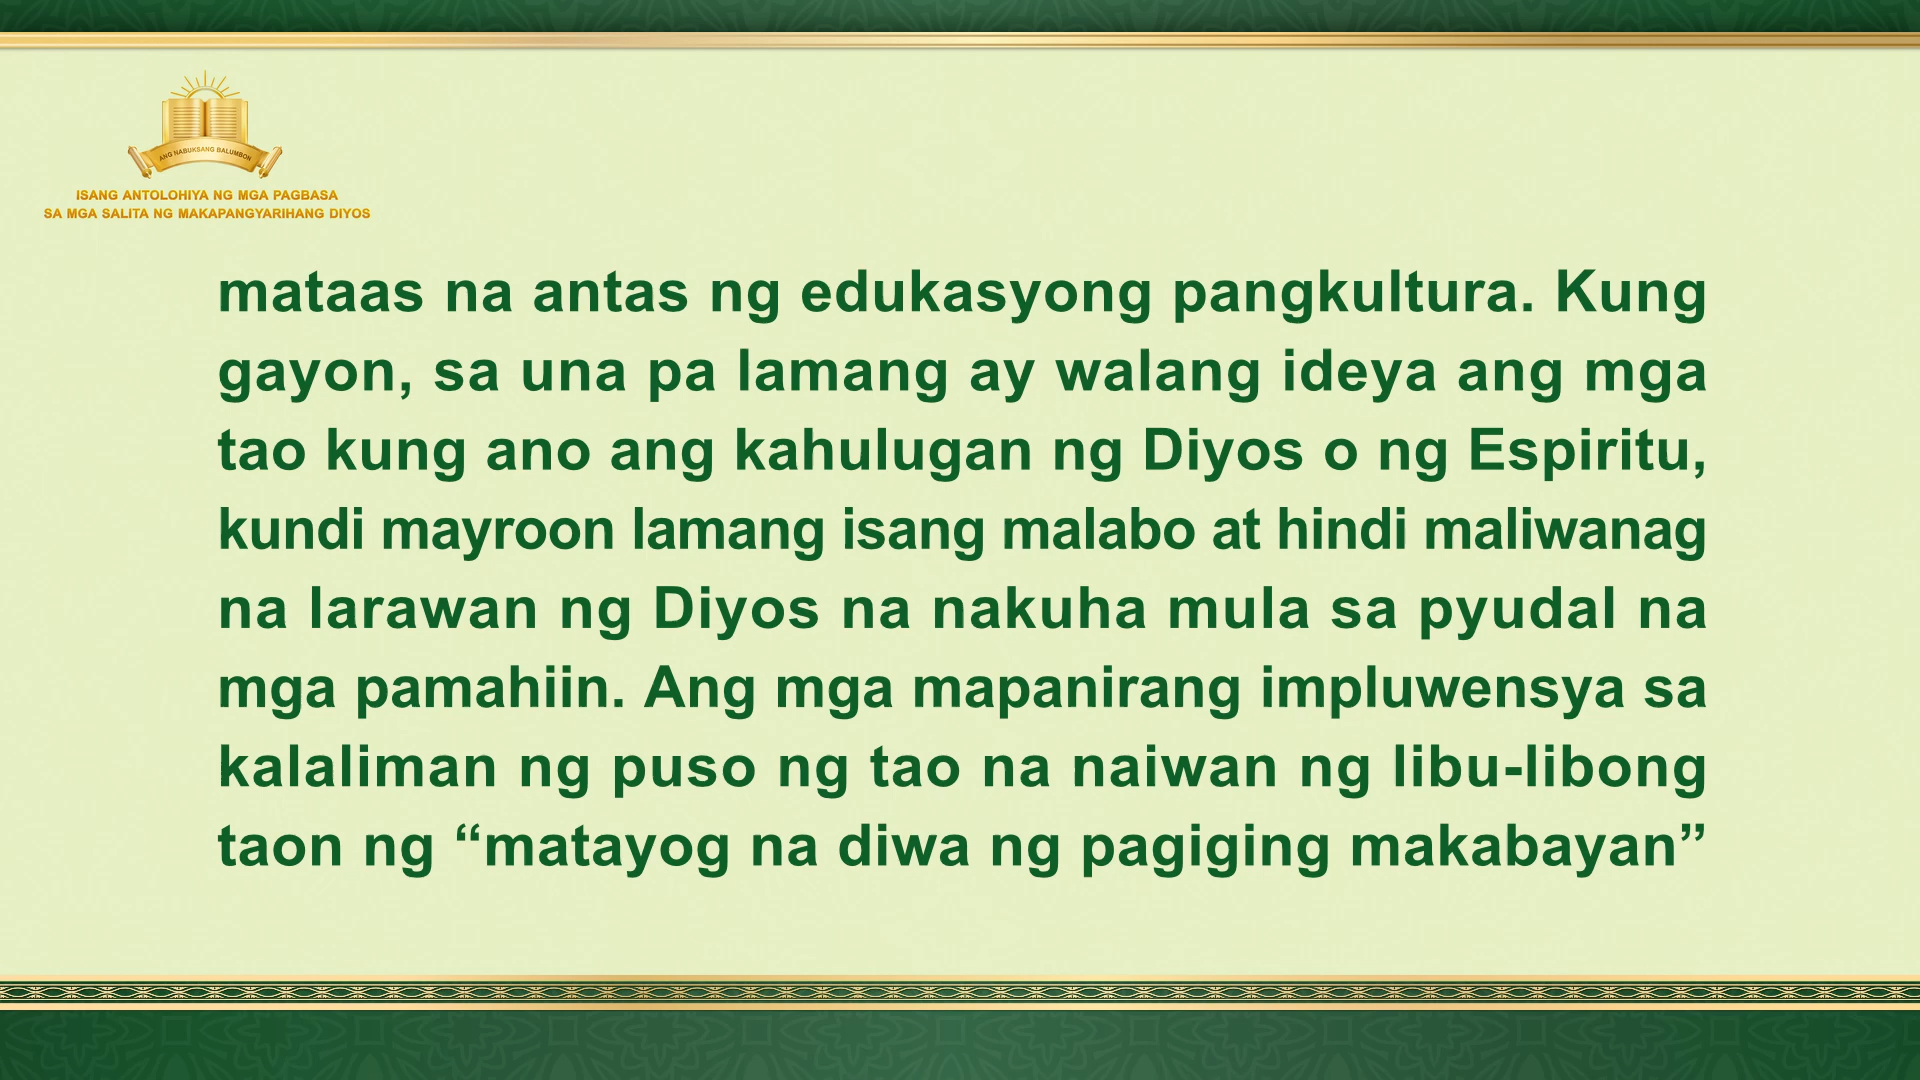 ANG NABUKSANG BALUMBON
ISANG ANTOLOHIYA NG MGA PAGBASA
SA MGA SALITA NG MAKAPANGYARIHANG DIYOS
mataas na antas ng edukasyong pangkultura. Kung
gayon, sa una pa lamang ay walang ideya ang mga
tao kung ano ang kahulugan ng Diyos o ng Espiritu,
kundi mayroon lamang isang malabo at hindi maliwanag
na larawan ng Diyos na nakuha mula sa pyudal na
mga pamahiin. Ang mga mapanirang impluwensya sa
kalaliman ng puso ng tao na naiwan ng libu-libong
taon ng “matayog na diwa ng pagiging makabayan”